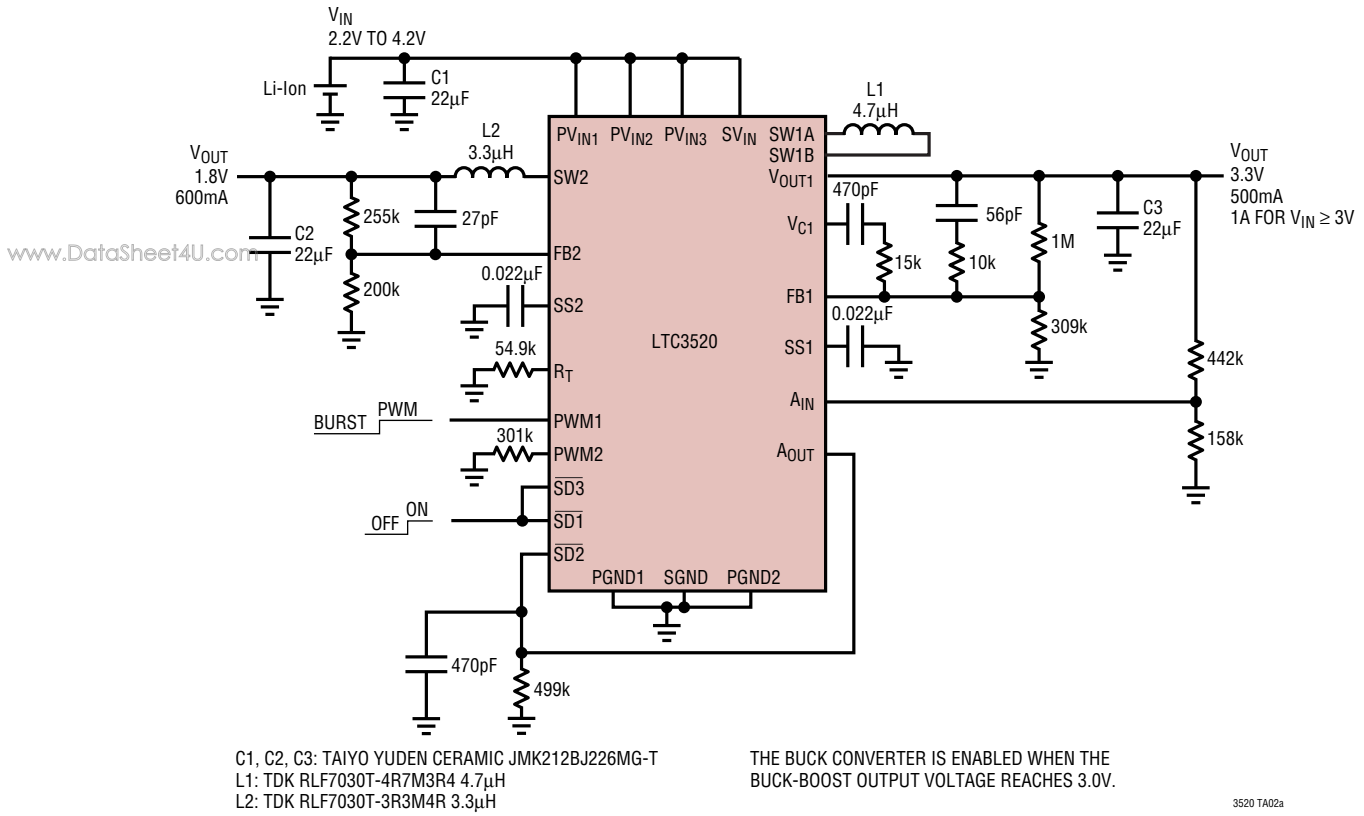 VIN
2.2V TO 4.2V
Li-Ion
C1
22µF
L1
4.7µH
L2
3.3µH
PVIN1 PVIN2 PVIN3 SVIN SW1A
SW1B
VOUT
1.8V
600mA
SW2
VOUT1
VOUT
3.3V
500mA
1A FOR VIN ≥ 3V
255k
27pF
470pF
VC1
56pF
C3
22µF
1M
C2
22µF
www.DataSheet4U.com
FB2
15k
10k
200k
0.022µF
SS2
FB1
0.022µF
309k
LTC3520
SS1
54.9k
RT
442k
AIN
BURST PWM
PWM1
301k
PWM2
AOUT
158k
SD3
OFF ON
SD1
SD2
PGND1 SGND PGND2
470pF
499k
C1, C2, C3: TAIYO YUDEN CERAMIC JMK212BJ226MG-T
L1: TDK RLF7030T-4R7M3R4 4.7µH
L2: TDK RLF7030T-3R3M4R 3.3µH
THE BUCK CONVERTER IS ENABLED WHEN THE
BUCK-BOOST OUTPUT VOLTAGE REACHES 3.0V.
3520 TA02a